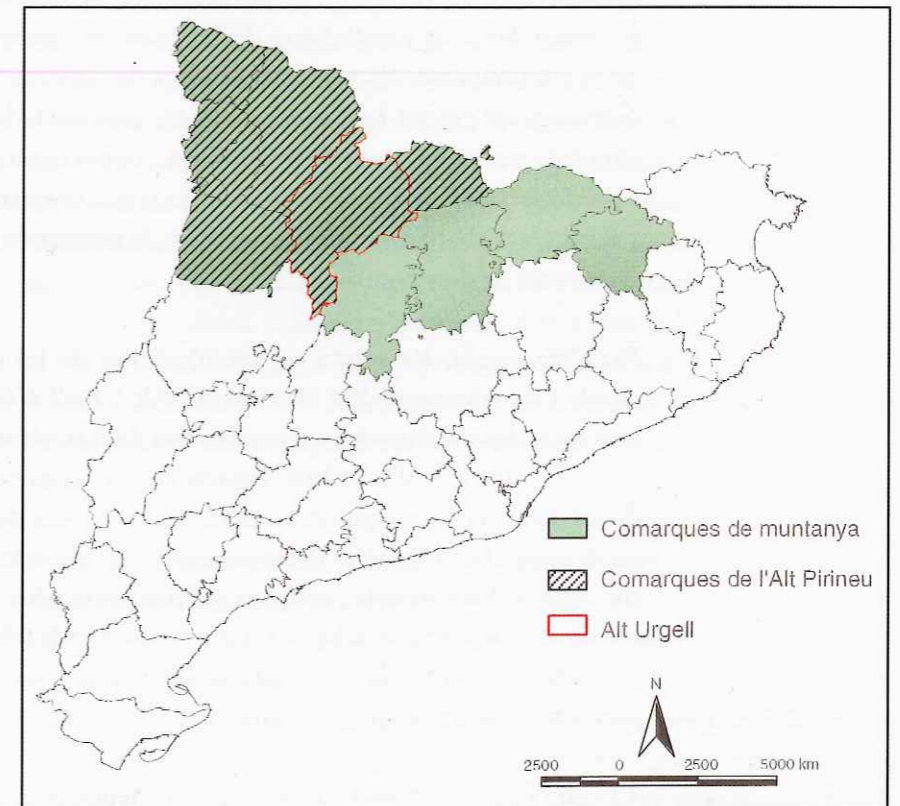 Comarques de muntanya
Comarques de l'Alt Pirineu
Alt Urgell
N
2500 0 2500 5000 km